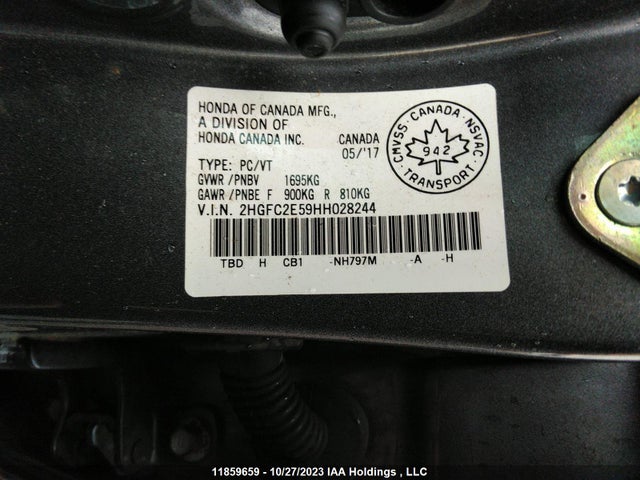 HONDA OF CANADA MFG.,
A DIVISION OF
HONDA CANADA INC. CANADA
05/'17
TYPE: PC/VT
GVWR/PNBV 1695KG
GAWR/PNBE F 900KG R 810KG
V.I.N. 2HGFC2E59HH028244
TBD H CB1 -NH797M -A -H
CMVSS · CANADA · NSVAC
942
TRANSPORT
11859659 - 10/27/2023 IAA Holdings , LLC